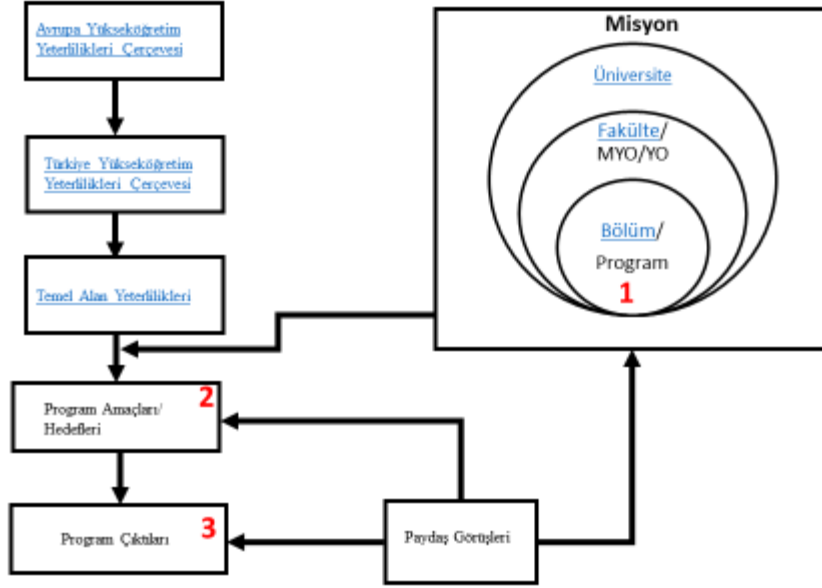 Avrupa Yükseköğretim
Yeterlilikleri Çerçevesi
Türkiye Yükseköğretim
Yeterlilikleri Çerçevesi
Temel Alan Yeterlilikleri
Program Amaçları/
Hedefleri
2
Program Çıktıları
3
Paydaş Görüşleri
Misyon
Üniversite
Fakülte/
MYO/YO
Bölüm/
Program
1